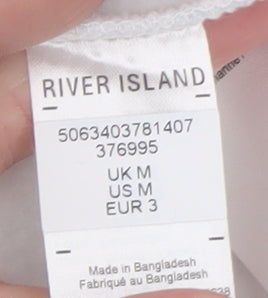 RIVER ISLAND
5063403781407
376995
UK M
US M
EUR 3
Made in Bangladesh
Fabriqué au Bangladesh